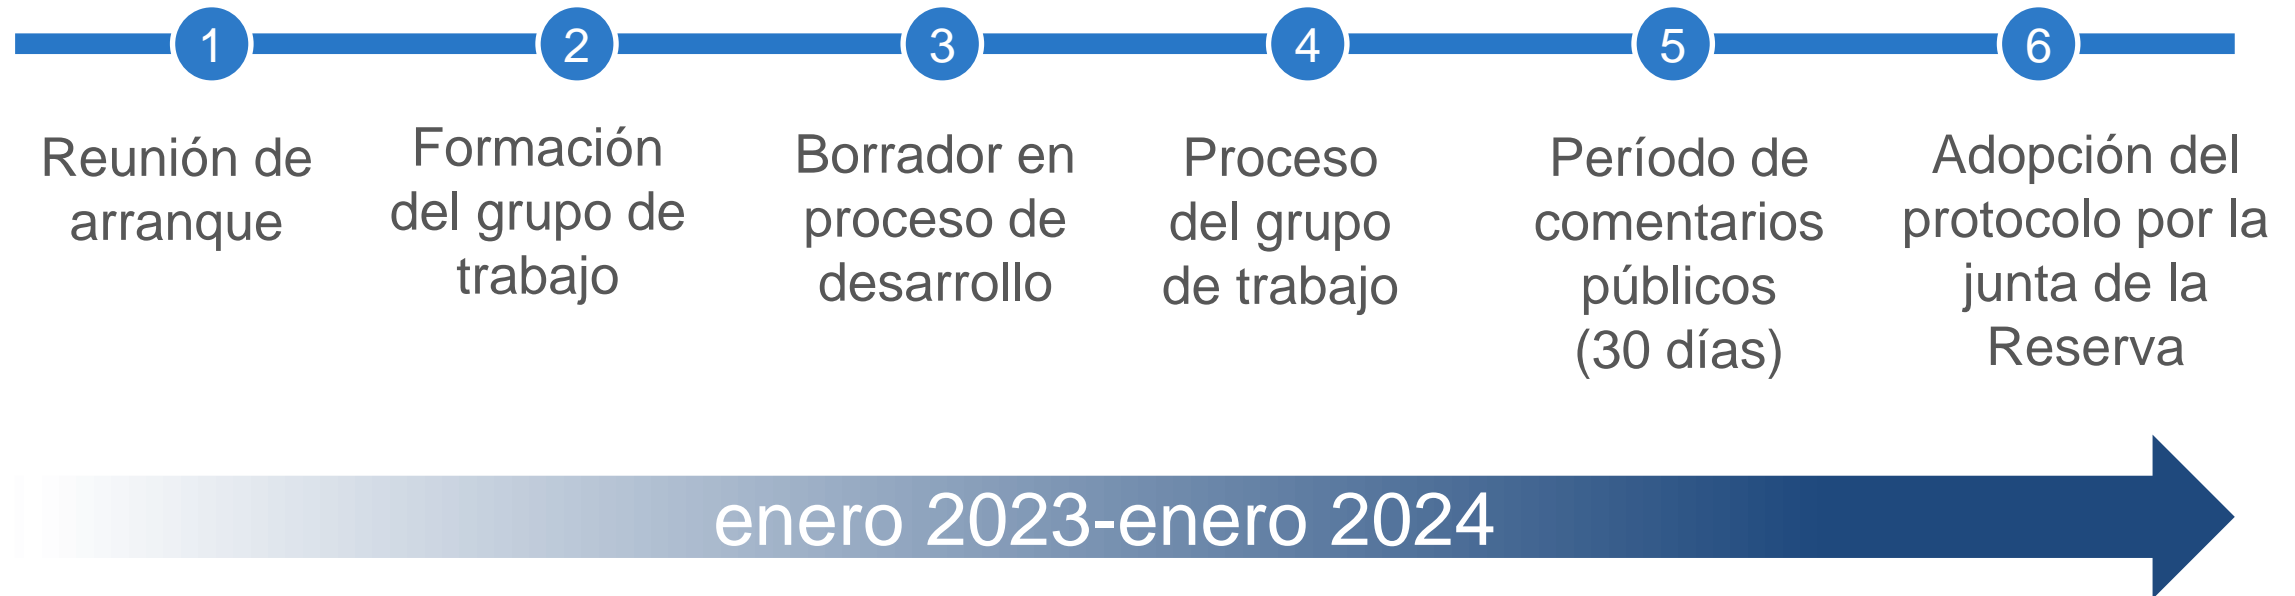 1
Reunión de
arranque
2
Formación
del grupo de
trabajo
3
Borrador en
proceso de
desarrollo
4
Proceso
del grupo
de trabajo
5
Período de
comentarios
públicos
(30 días)
6
Adopción del
protocolo por la
junta de la
Reserva
enero 2023-enero 2024